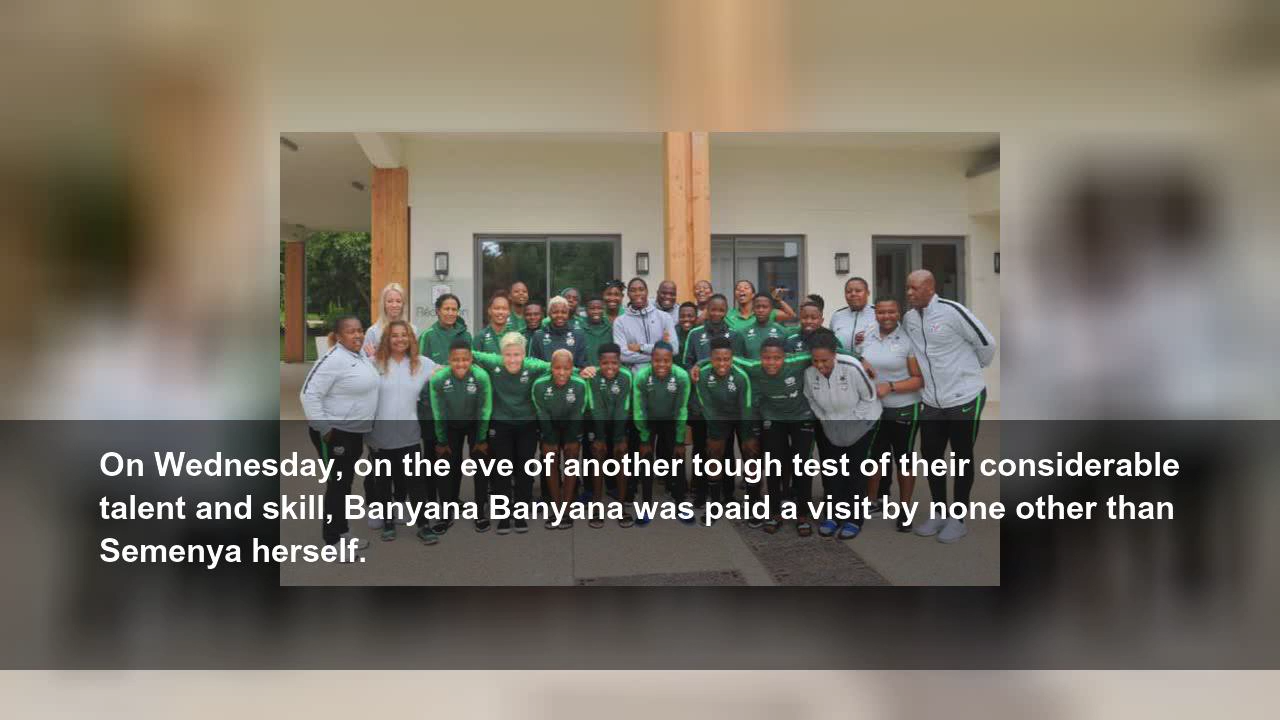 On Wednesday, on the eve of another tough test of their considerable
talent and skill, Banyana Banyana was paid a visit by none other than
Semenya herself.